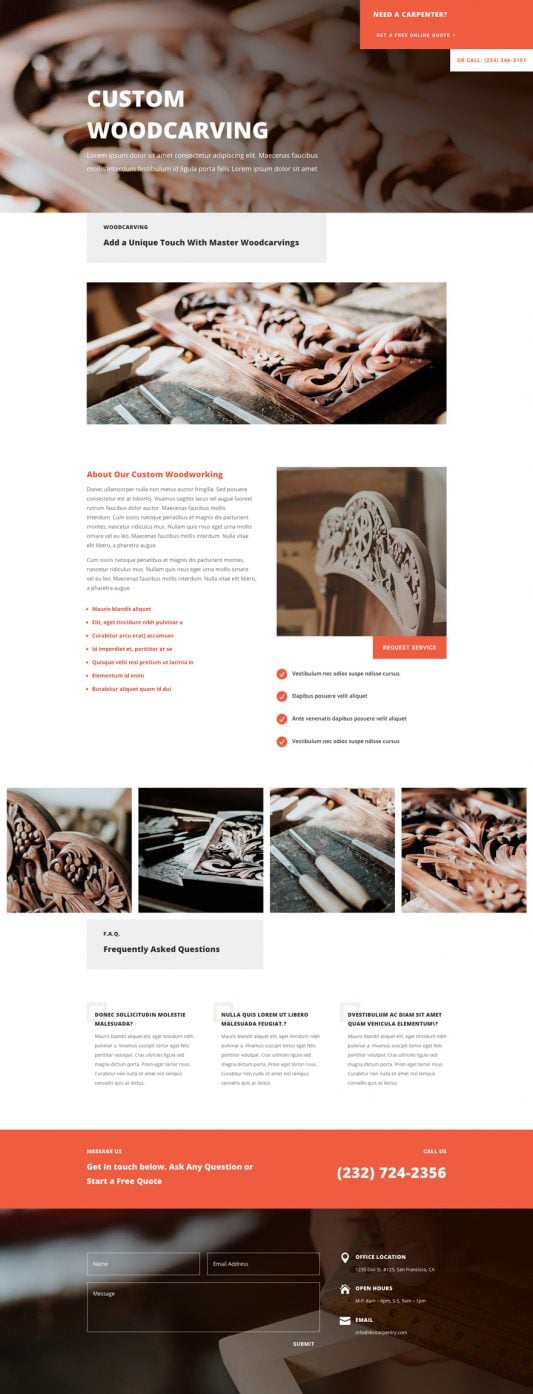 NEED A CARPENTER?
GET A FREE ONLINE QUOTE
OR CALL: (234) 346-5151
CUSTOM
WOODCARVING
Lorem ipsum dolor sit amet consectetur adipiscing elit. Maecenas faucibus
mollis interdum festibulum id ligula porta felis Lorem ipsum dolor sit amet
WOODCARVING
Add a Unique Touch With Master Woodcarvings
About Our Custom Woodworking
Donec ullamcorper nulla non metus auctor fringilla. Sed posuere
consectetur est at lobortis. Vivamus sagittis lacus vel augue laoreet
rutrum faucibus dolor auctor. Maecenas faucibus mollis
interdum. Cum sociis natoque penatibus et magnis dis parturient
montes, nascetur ridiculus mus. Nullam quis risus eget urna mollis
ornare vel eu leo. Maecenas faucibus mollis interdum. Nulla vitae
elit libero, a pharetra augue.
Cum sociis natoque penatibus et magnis dis parturient montes,
nascetur ridiculus mus. Nullam quis risus eget urna mollis ornare
vel eu leo. Maecenas faucibus mollis interdum. Nulla vitae elit libero,
a pharetra augue.
Mauris blandit aliquet
Elit, eget tincidunt nibh pulvinar a
Curabitur arcu erat] accumsan
Id imperdiet et, porttitor at se
Quisque velit nisi pretium ut lacinia in
Elementum id enim
Burabitur aliquet quam id dui
REQUEST SERVICE
Vestibulum nec odios suspe ndisse cursus
Dapibus posuere velit aliquet
Ante venenatis dapibus posuere velit aliquet
Vestibulum nec odios suspe ndisse cursus
F.A.Q.
Frequently Asked Questions
DONEC SOLLICITUDIN MOLESTIE
MALESUADA?
Mauris blandit aliquet elit, eget tincidunt nibh
pulvinar a. Vivamus suscipit tortor eget felis
porttitor volutpat. Cras ultricies ligula sed
magna dictum porta. Proin eget tortor risus.
Curabitur non nulla sit amet nisl tempus
convallis quis ac lectus.
NULLA QUIS LOREM UT LIBERO
MALESUADA FEUGIAT.?
Mauris blandit aliquet elit, eget tincidunt nibh
pulvinar a. Vivamus suscipit tortor eget felis
porttitor volutpat. Cras ultricies ligula sed
magna dictum porta. Proin eget tortor risus.
Curabitur non nulla sit amet nisl tempus
convallis quis ac lectus.
DVESTIBULUM AC DIAM SIT AMET
QUAM VEHICULA ELEMENTUM\?
Mauris blandit aliquet elit, eget tincidunt nibh
pulvinar a. Vivamus suscipit tortor eget felis
porttitor volutpat. Cras ultricies ligula sed
magna dictum porta. Proin eget tortor risus.
Curabitur non nulla sit amet nisl tempus
convallis quis ac lectus.
MESSAGE US
Get in touch below. Ask Any Question or
Start a Free Quote
CALL US
(232) 724-2356
Name
Email Address
Message
SUBMIT
OFFICE LOCATION
1235 Divi St. #125, San Francisco, CA
OPEN HOURS
M-F: 8am – 6pm, S-S, 9am – 1pm
EMAIL
info@divicarpentry.com